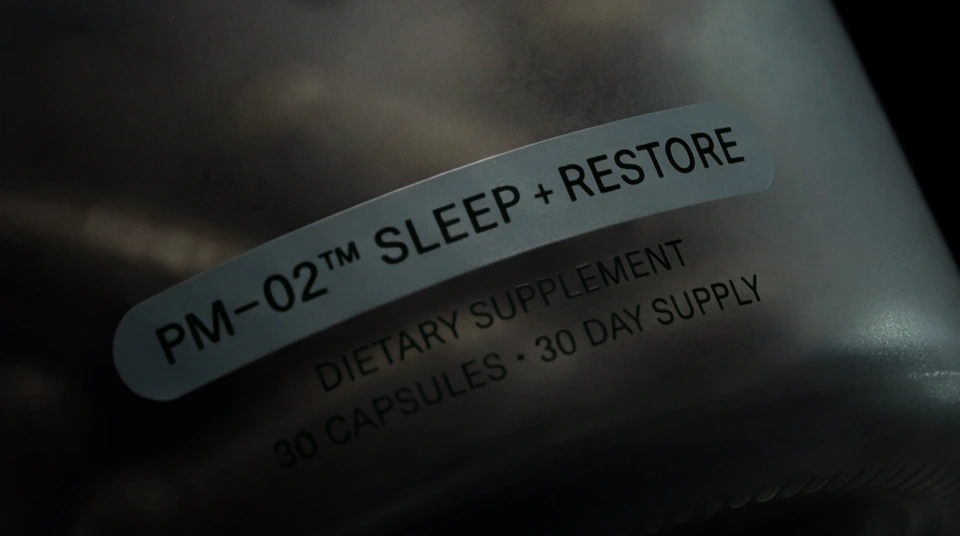 PM-02™ SLEEP + RESTORE
DIETARY SUPPLEMENT
30 CAPSULES • 30 DAY SUPPLY